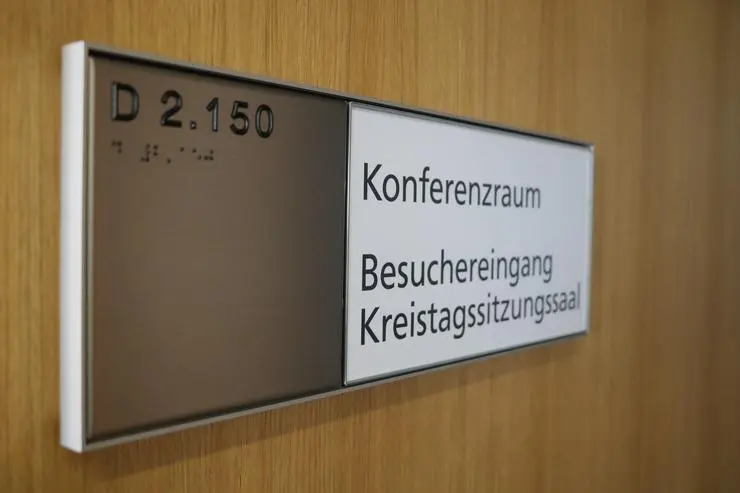 D 2.150
Konferenzraum
Besuchereingang
Kreistagssitzungssaal